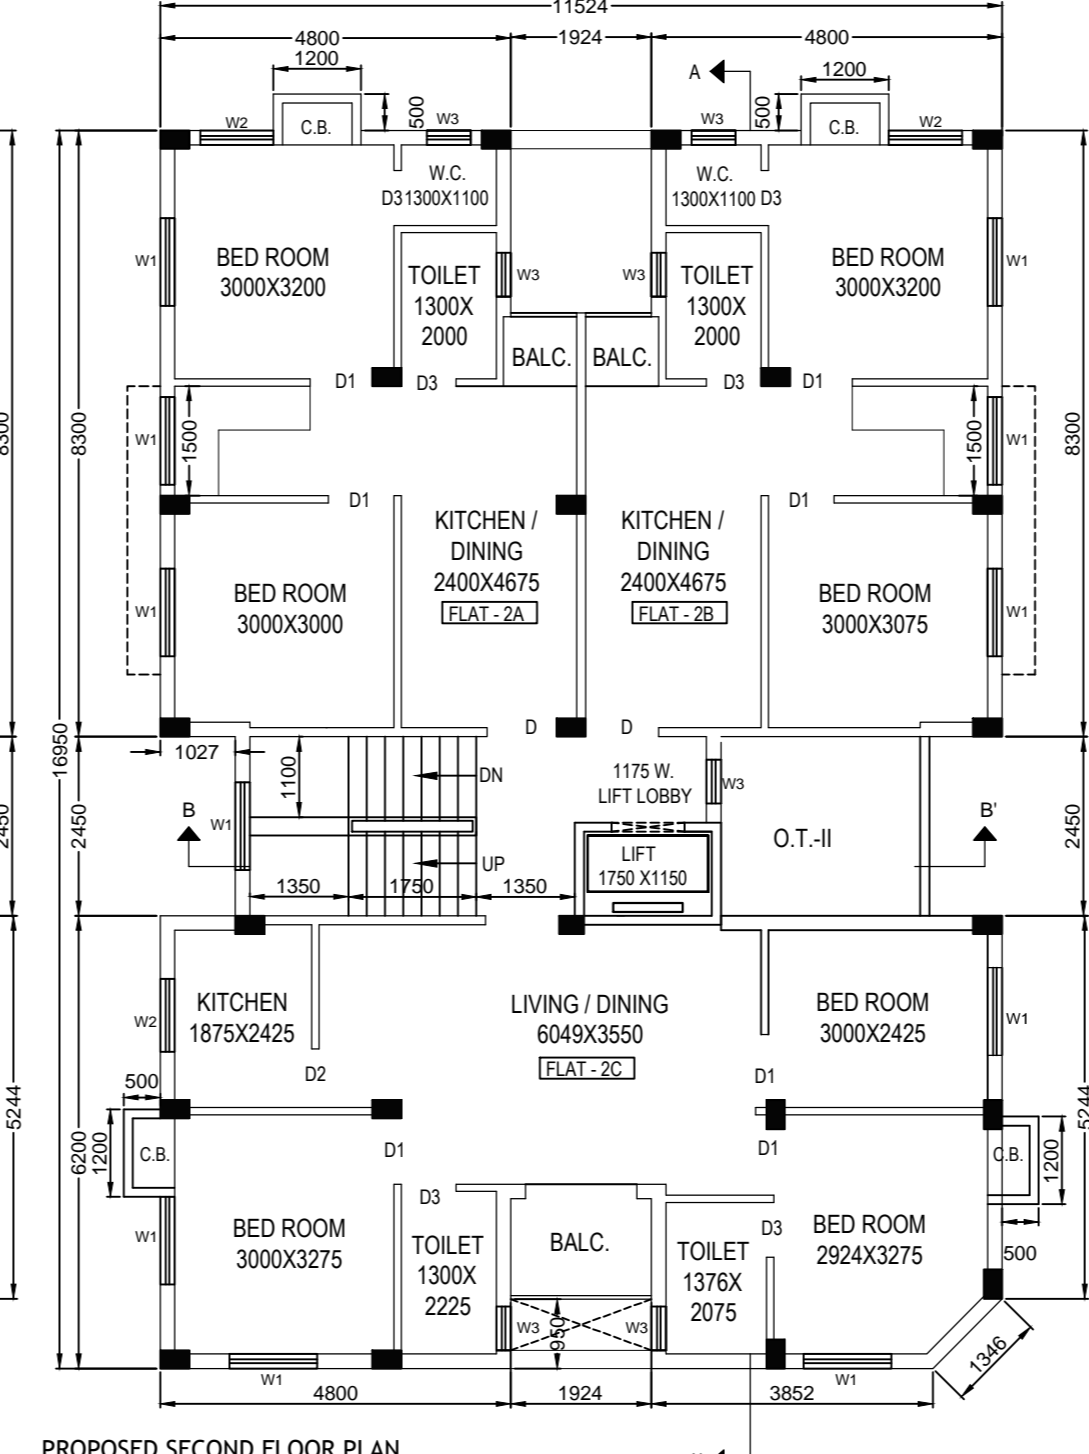 11524
4800
1924
4800
1200
A
1200
500
500
W2
C.B.
W3
W3
C.B.
W2
W.C.
D3 1300X1100
W.C.
1300X1100 D3
W1
BED ROOM
3000X3200
TOILET
1300X
2000
W3
W3
TOILET
1300X
2000
BED ROOM
3000X3200
W1
BALC.
BALC.
D1
D3
D3
D1
8300
8300
W1
1500
1500
W1
8300
D1
D1
KITCHEN /
DINING
2400X4675
FLAT - 2A
KITCHEN /
DINING
2400X4675
FLAT - 2B
W1
BED ROOM
3000X3000
BED ROOM
3000X3075
W1
D
D
16950
1027
1100
DN
1175 W.
LIFT LOBBY
W3
2450
2450
B
W1
O.T.-II
B'
2450
UP
LIFT
1750 X1150
1350
1750
1350
KITCHEN
1875X2425
LIVING / DINING
6049X3550
FLAT - 2C
BED ROOM
3000X2425
W2
W1
D2
D1
500
5244
6200
1200
C.B.
D1
D1
C.B.
1200
5244
D3
W1
BED ROOM
3000X3275
TOILET
1300X
2225
BALC.
TOILET
1376X
2075
D3
BED ROOM
2924X3275
500
W3
950
W3
1346
W1
W1
4800
1924
3852
PROPOSED SECOND FLOOR PLAN